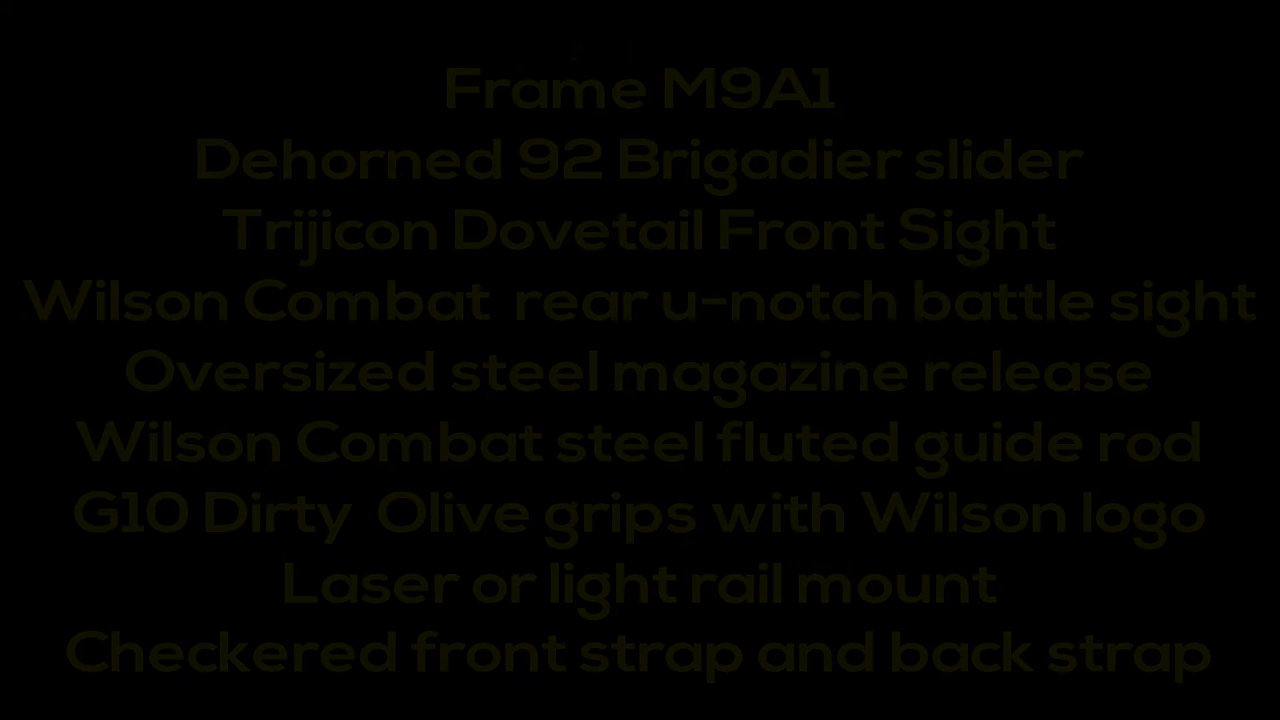 Frame M9A1
Dehorned 92 Brigadier slider
Trijicon Dovetail Front Sight
Wilson Combat rear u-notch battle sight
Oversized steel magazine release
Wilson Combat steel fluted guide rod
G10 Dirty Olive grips with Wilson logo
Laser or light rail mount
Checkered front strap and back strap